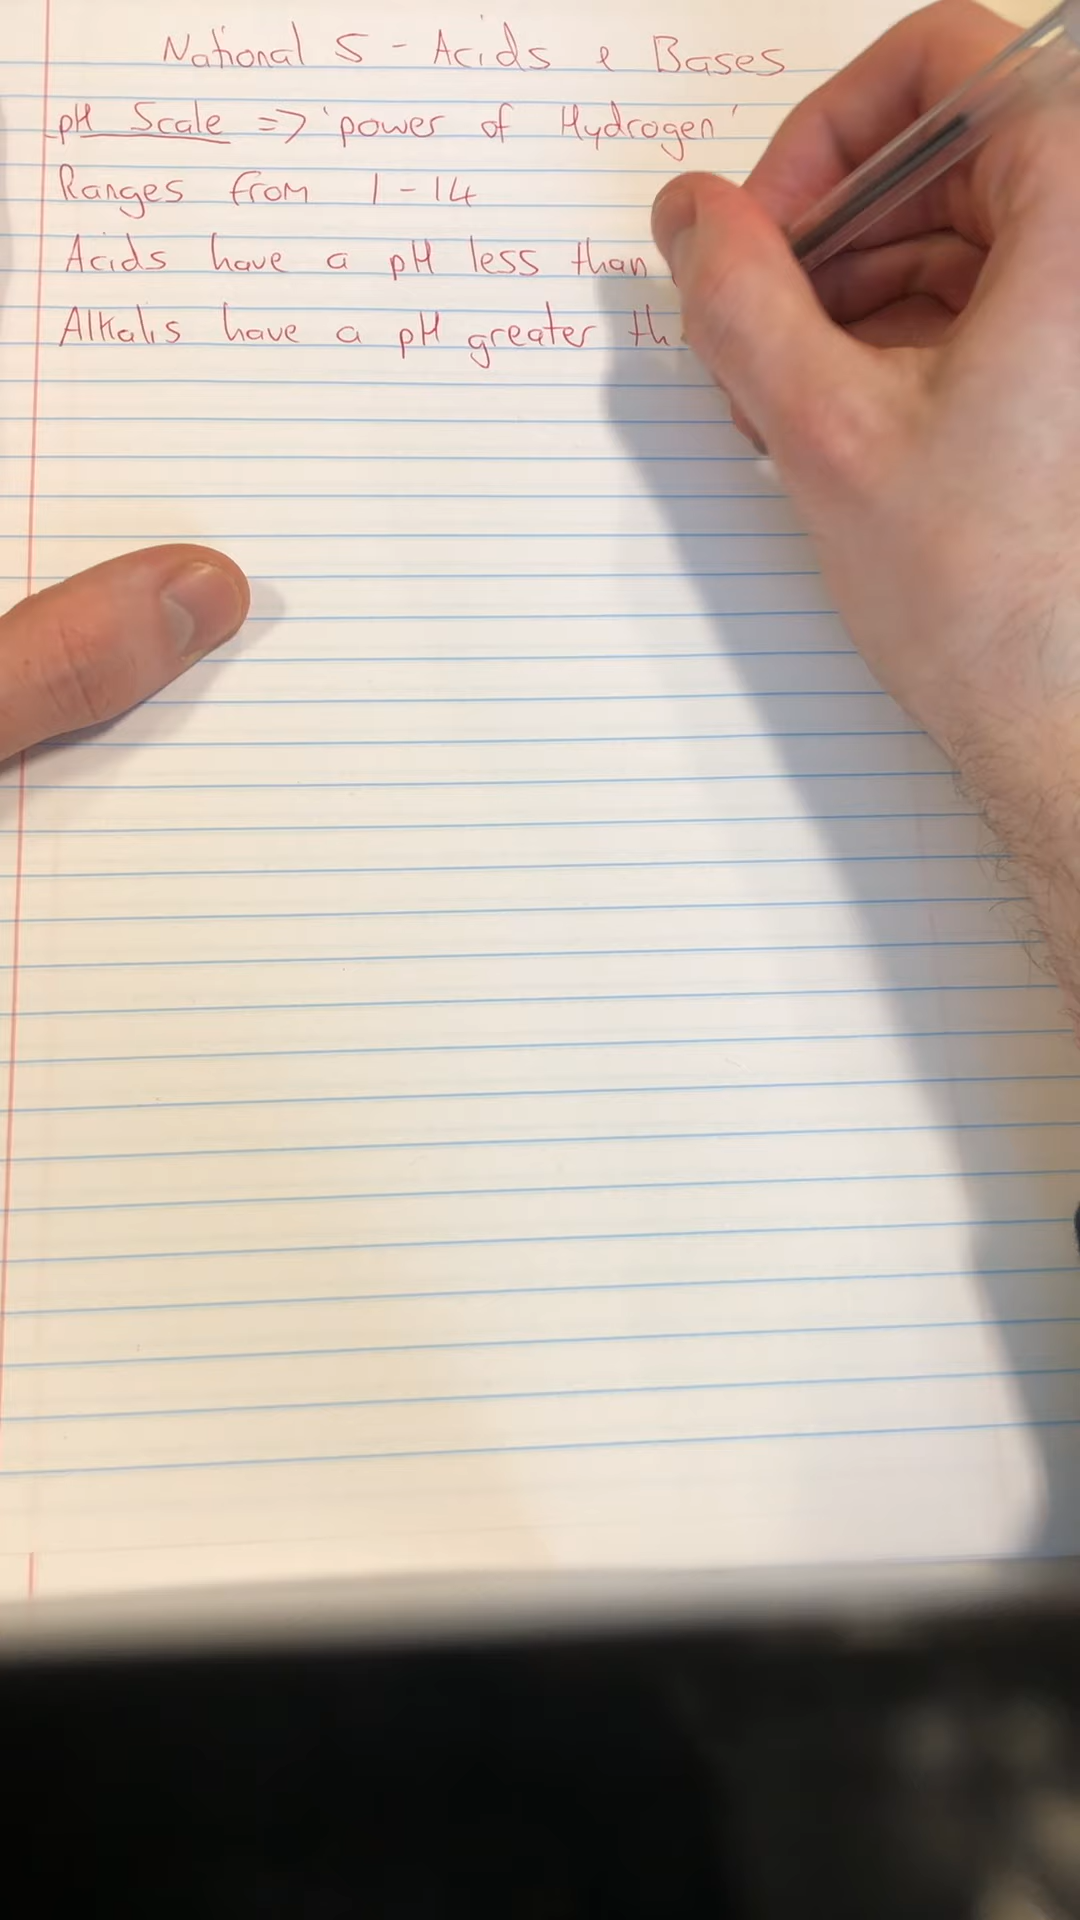 National 5 - Acids & Bases
pH Scale => 'power of Hydrogen'
Ranges from 1 - 14
Acids have a pH less than
Alkalis have a pH greater th